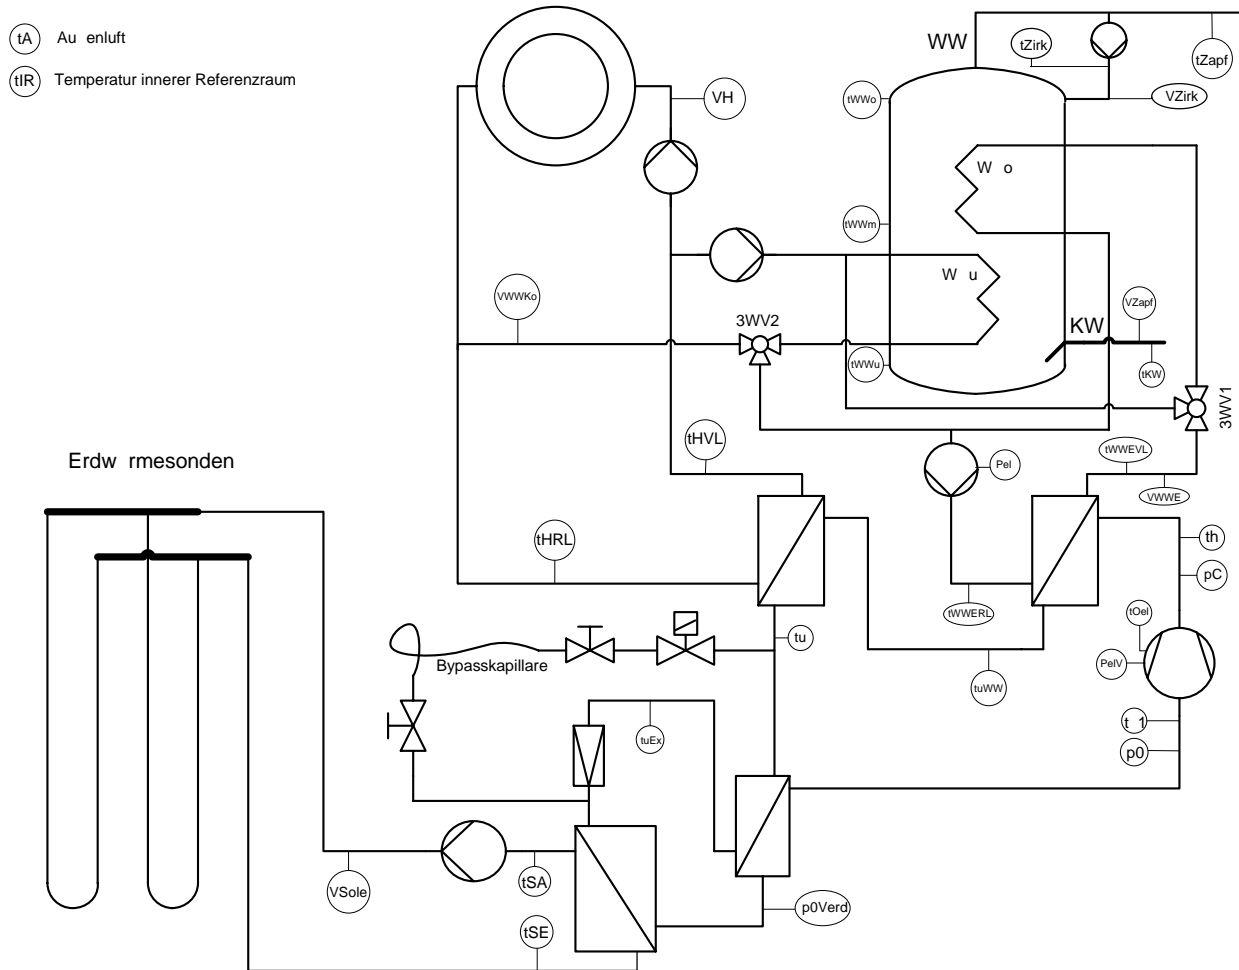 tA Au enluft
tIR Temperatur innerer Referenzraum
WW
tZirk
tZapf
VH
tWWo
VZirk
W o
tWWm
W u
VWWKo
VZapf
3WV2
KW
tWWu
tKW
3WV1
tHVL
Erdw rmesonden
tWWEVL
Pel
VWWE
tHRL
th
pC
tWWERL
tOel
tu
Bypasskapillare
PelV
tuWW
t 1
tuEx
p0
VSole
tSA
p0Verd
tSE